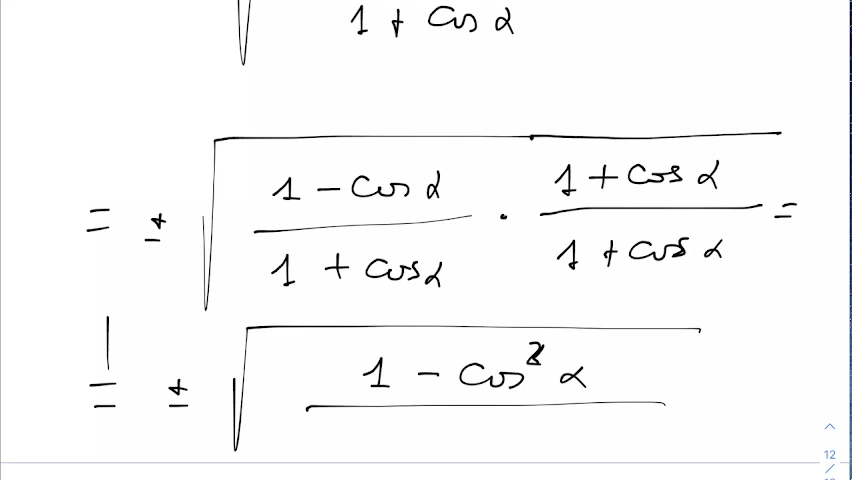 1 + cos α
= ± √ (1 - cos α)/(1 + cos α) · (1 + cos α)/(1 + cos α) =
= ± √ 1 - cos² α
12
/